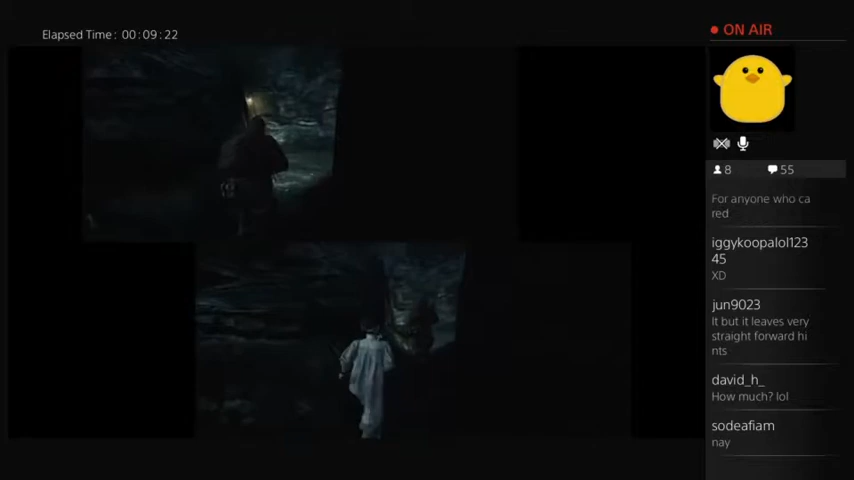 Elapsed Time: 00:09:22
ON AIR
8
55
For anyone who ca
red
iggykoopalol123
45
XD
jun9023
It but it leaves very
straight forward hi
nts
david_h_
How much? lol
sodeafiam
nay